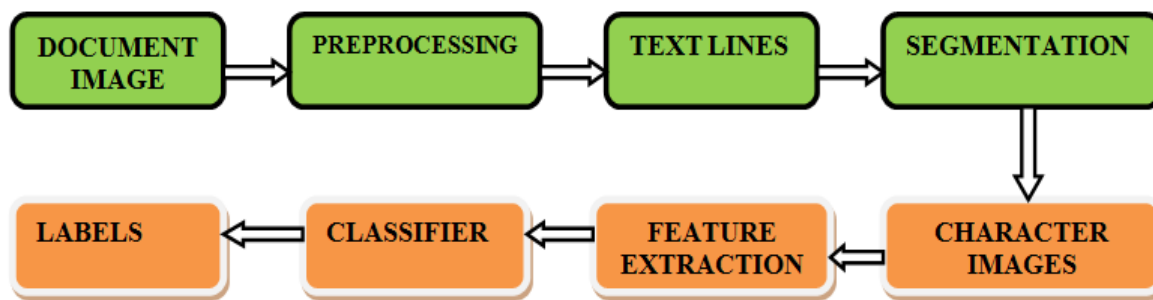 DOCUMENT
IMAGE
PREPROCESSING
TEXT LINES
SEGMENTATION
CHARACTER
IMAGES
FEATURE
EXTRACTION
CLASSIFIER
LABELS